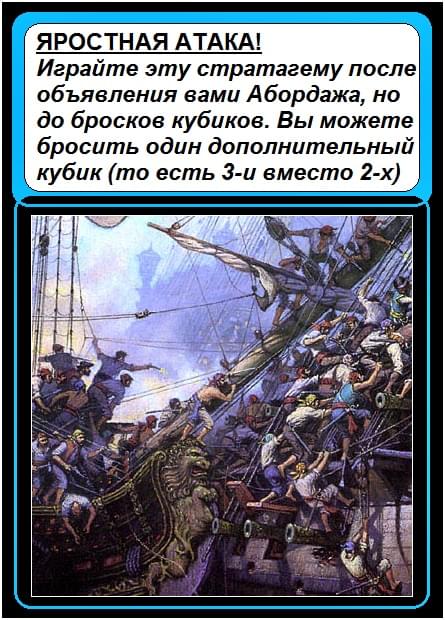 ЯРОСТНАЯ АТАКА!
Играйте эту стратагему после
объявления вами Абордажа, но
до бросков кубиков. Вы можете
бросить один дополнительный
кубик (то есть 3-и вместо 2-х)